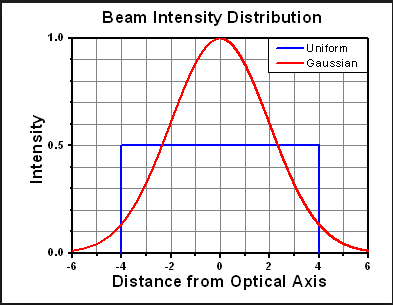 Beam Intensity Distribution
1.0
Uniform
Gaussian
Intensity
0.5
0.0
-6 -4 -2 0 2 4 6
Distance from Optical Axis